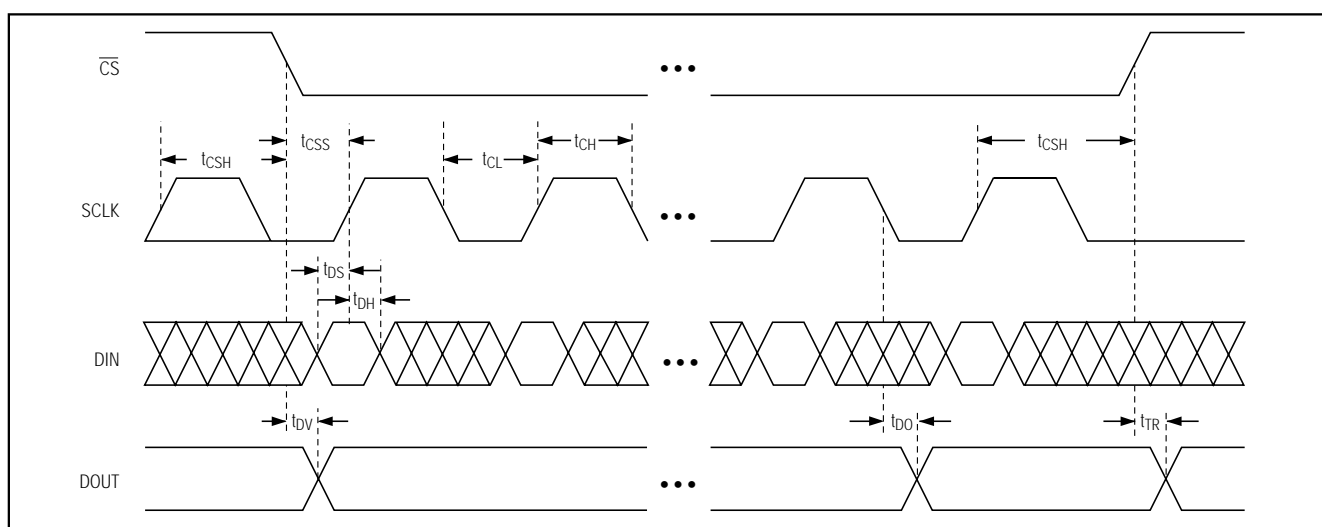 CS
•••
tCSH
tCSS
tCL
tCH
tCSH
SCLK
•••
tDS
tDH
DIN
•••
tDV
tDO
tTR
DOUT
•••